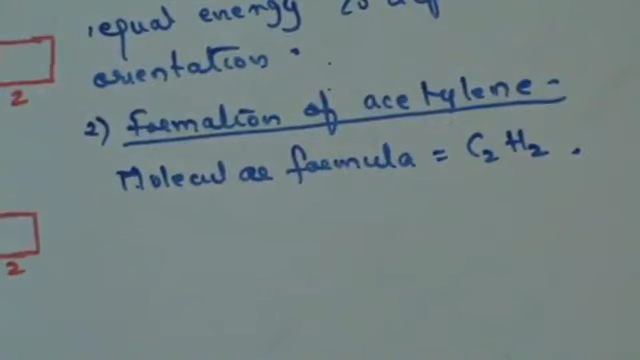 equal energy
orientation.
2
2) Formation of acetylene -
Molecular formula = C₂H₂.
2